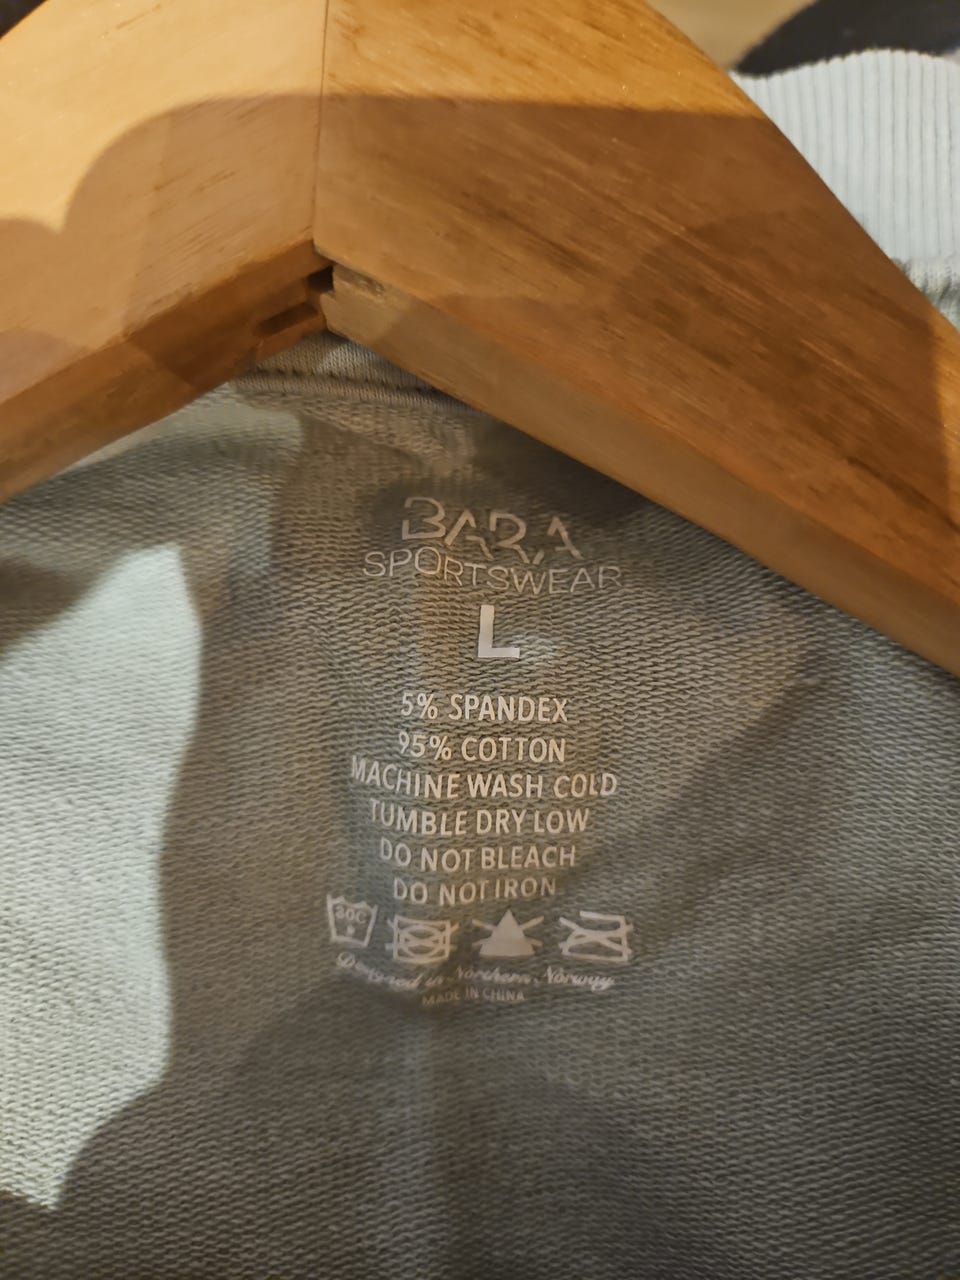 BARA
SPORTSWEAR
L
5% SPANDEX
95% COTTON
MACHINE WASH COLD
TUMBLE DRY LOW
DO NOT BLEACH
DO NOT IRON
30C
Designed in Northern Norway
MADE IN CHINA